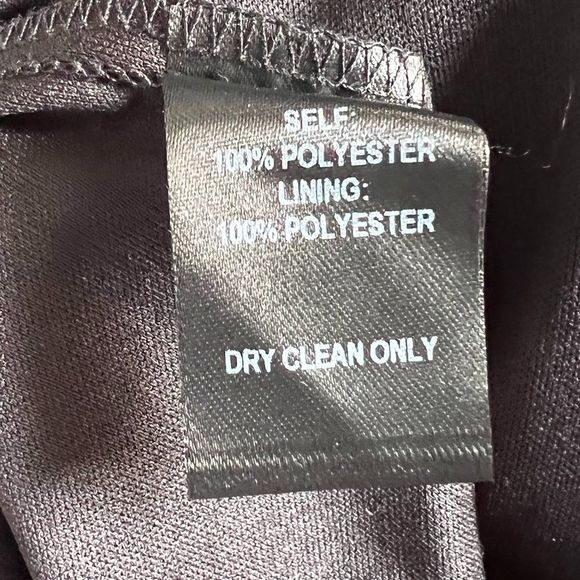 SELF:
100% POLYESTER
LINING:
100% POLYESTER
DRY CLEAN ONLY